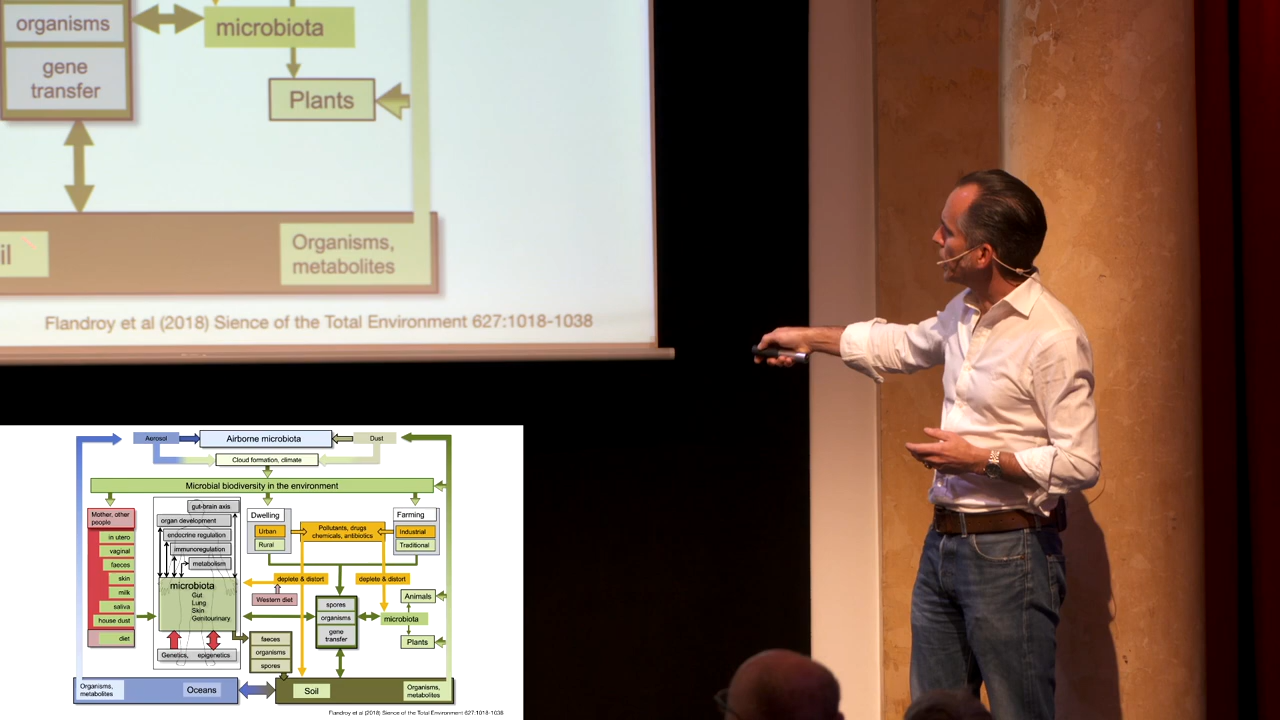 organisms
microbiota
gene
transfer
Plants
il
Organisms,
metabolites
Flandroy et al (2018) Sience of the Total Environment 627:1018-1038
Aerosol
Airborne microbiota
Dust
Cloud formation, climate
Microbial biodiversity in the environment
Mother, other
people
in utero
vaginal
faeces
skin
milk
saliva
house dust
diet
gut-brain axis
organ development
endocrine regulation
immunoregulation
metabolism
microbiota
Gut
Lung
Skin
Genitourinary
Genetics, epigenetics
Dwelling
Urban
Rural
Pollutants, drugs
chemicals, antibiotics
Farming
Industrial
Traditional
deplete & distort
deplete & distort
Western diet
spores
organisms
gene
transfer
Animals
microbiota
Plants
faeces
organisms
spores
Organisms,
metabolites
Oceans
Soil
Organisms,
metabolites
Flandroy et al (2018) Sience of the Total Environment 627:1018-1038